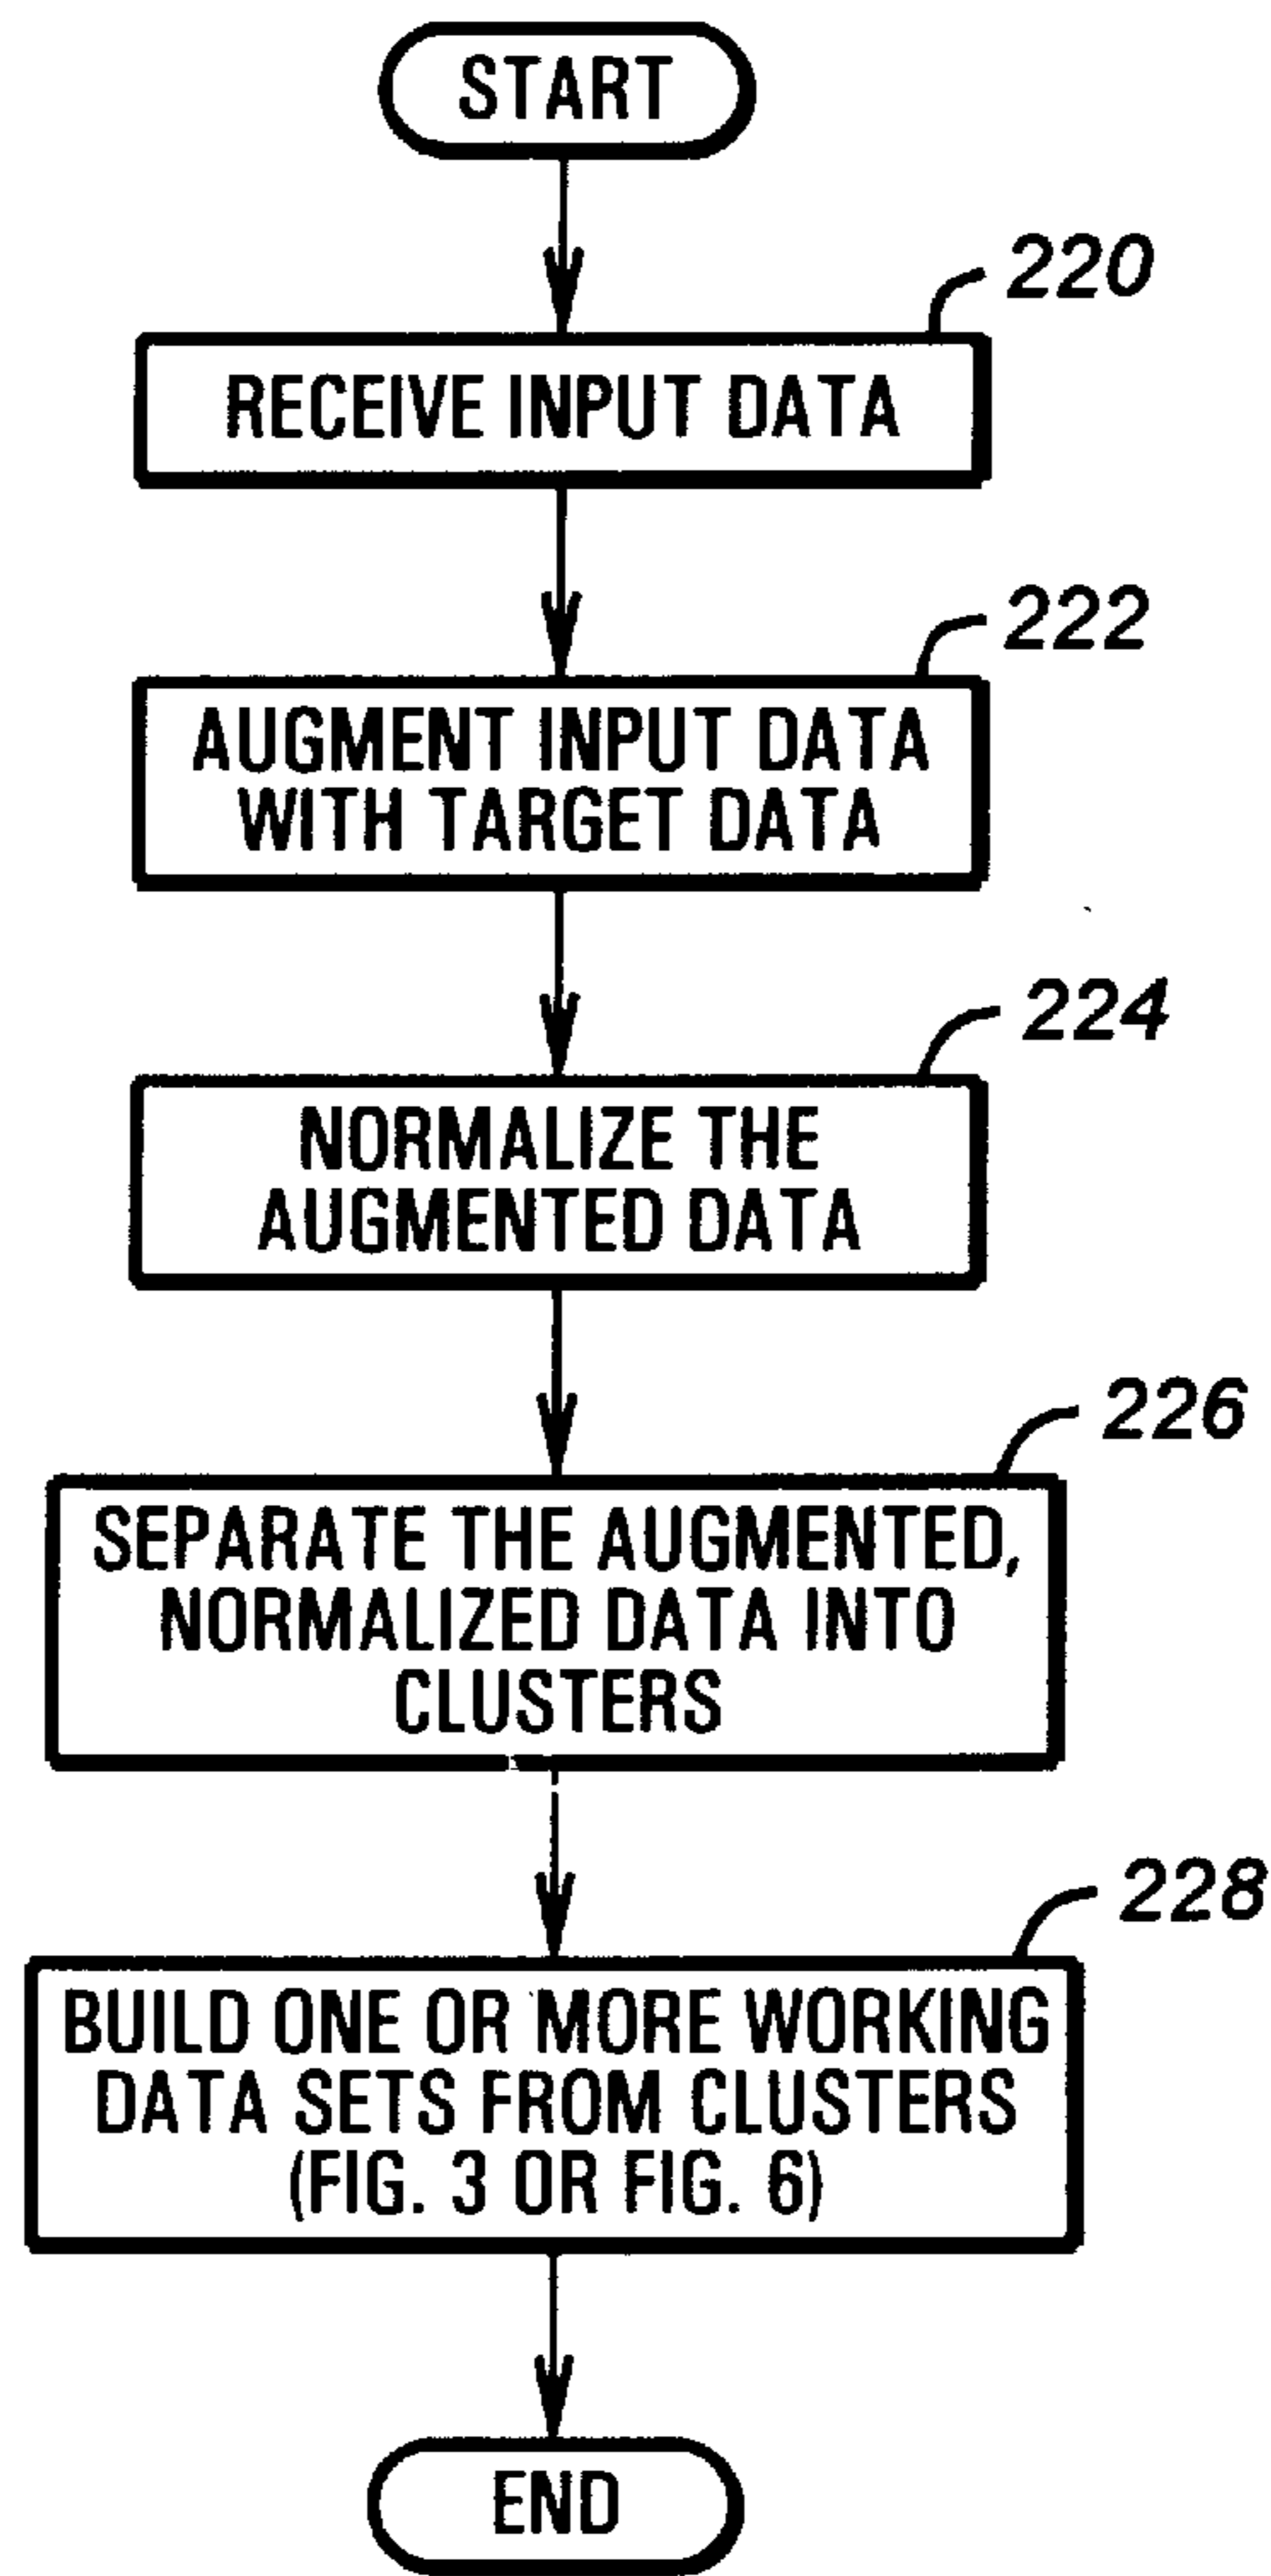 START
220
RECEIVE INPUT DATA
222
AUGMENT INPUT DATA
WITH TARGET DATA
224
NORMALIZE THE
AUGMENTED DATA
226
SEPARATE THE AUGMENTED,
NORMALIZED DATA INTO
CLUSTERS
228
BUILD ONE OR MORE WORKING
DATA SETS FROM CLUSTERS
(FIG. 3 OR FIG. 6)
END